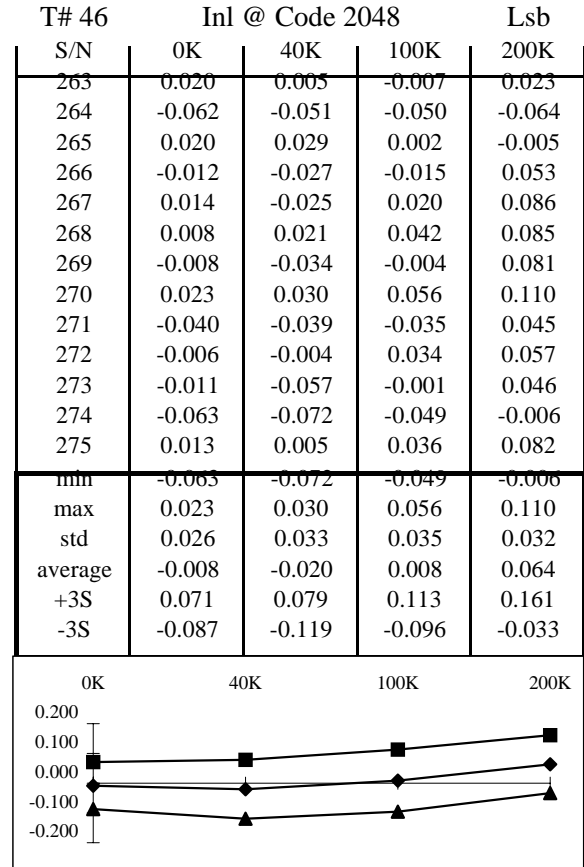 T# 46 Inl @ Code 2048 Lsb
S/N 0K 40K 100K 200K
263 0.020 0.005 -0.007 0.023
264 -0.062 -0.051 -0.050 -0.064
265 0.020 0.029 0.002 -0.005
266 -0.012 -0.027 -0.015 0.053
267 0.014 -0.025 0.020 0.086
268 0.008 0.021 0.042 0.085
269 -0.008 -0.034 -0.004 0.081
270 0.023 0.030 0.056 0.110
271 -0.040 -0.039 -0.035 0.045
272 -0.006 -0.004 0.034 0.057
273 -0.011 -0.057 -0.001 0.046
274 -0.063 -0.072 -0.049 -0.006
275 0.013 0.005 0.036 0.082
min -0.063 -0.072 -0.049 -0.006
max 0.023 0.030 0.056 0.110
std 0.026 0.033 0.035 0.032
average -0.008 -0.020 0.008 0.064
+3S 0.071 0.079 0.113 0.161
-3S -0.087 -0.119 -0.096 -0.033
0K 40K 100K 200K
0.200
0.100
0.000
-0.100
-0.200